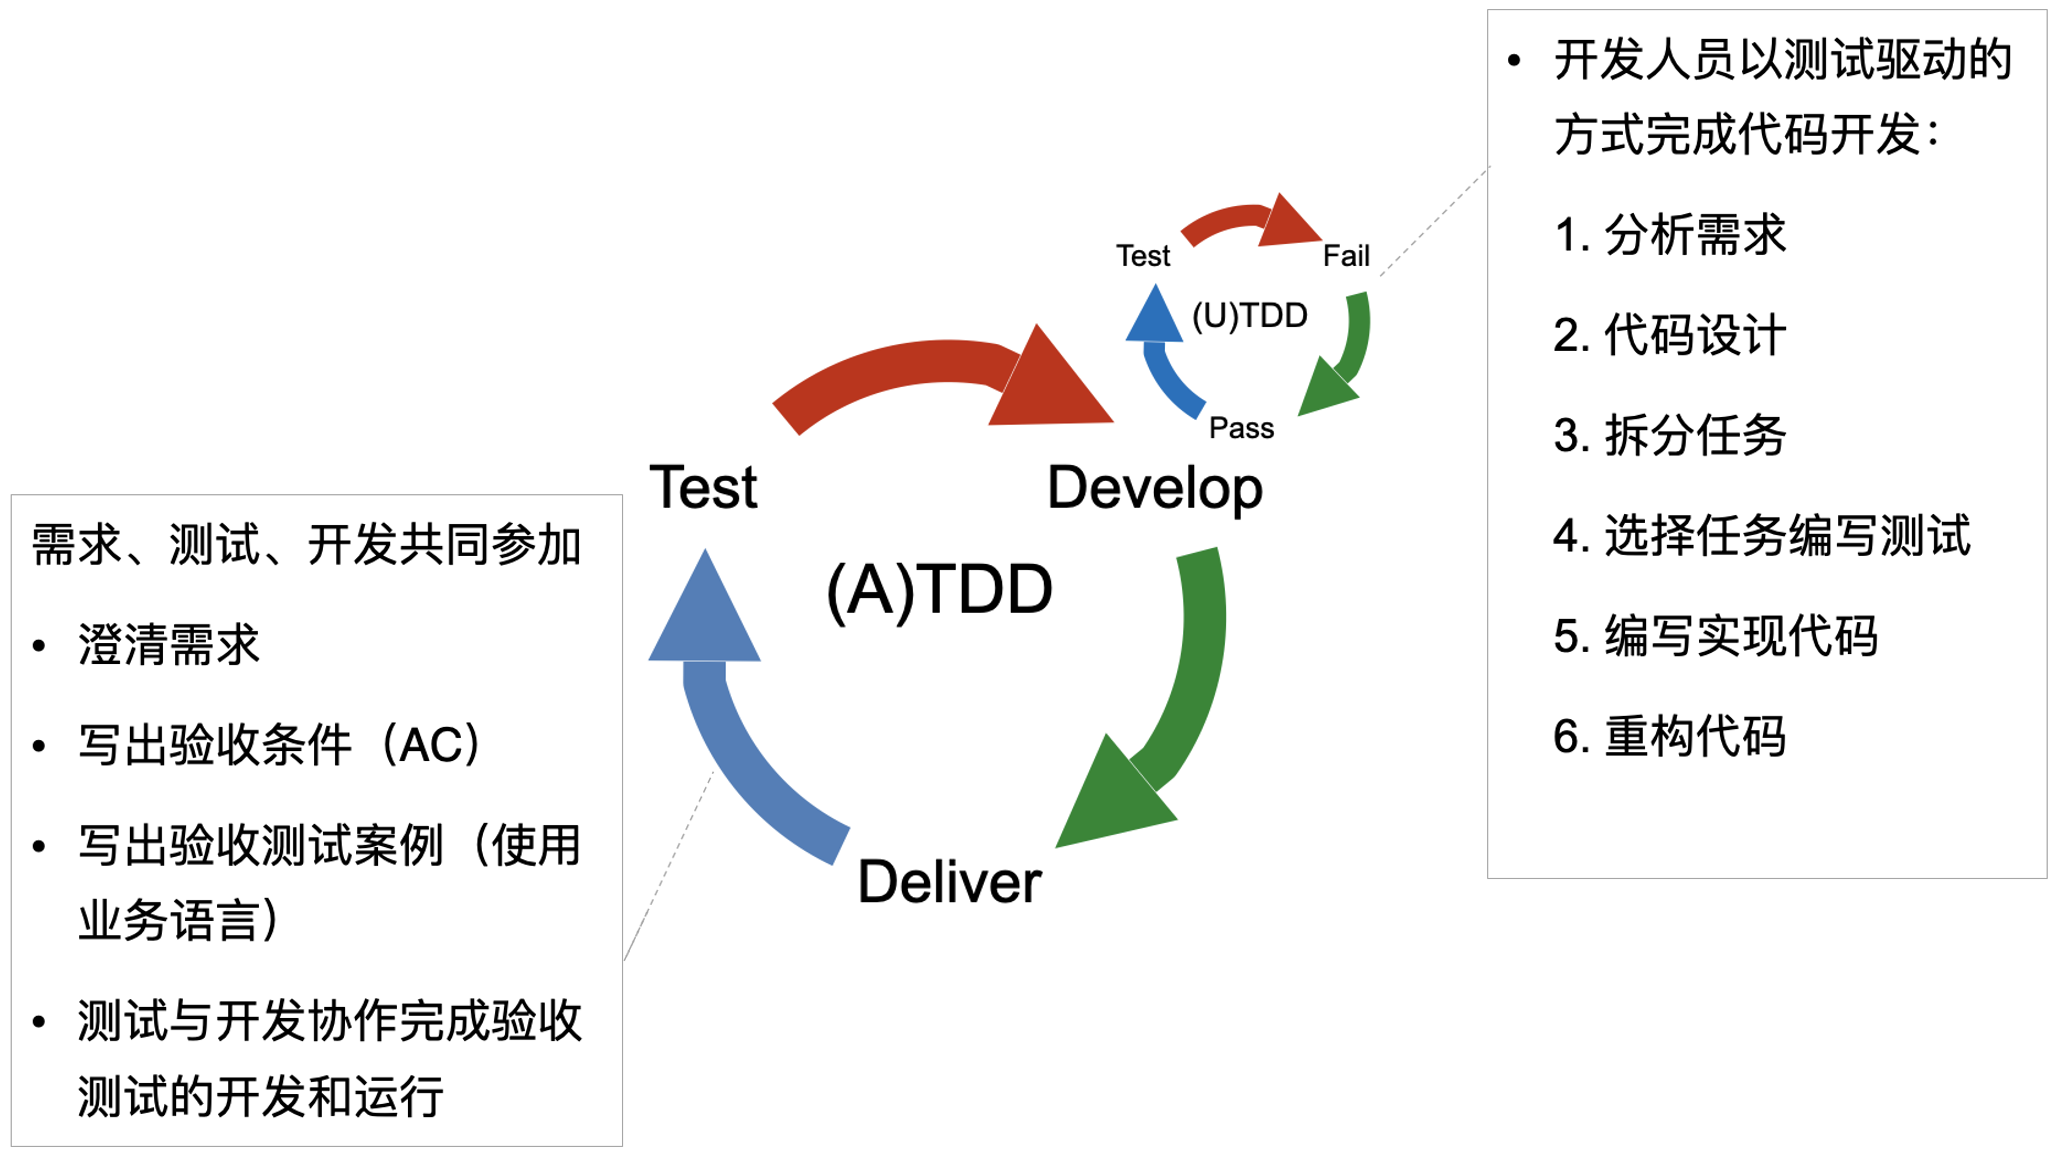 • 开发人员以测试驱动的
方式完成代码开发：
1. 分析需求
2. 代码设计
3. 拆分任务
4. 选择任务编写测试
5. 编写实现代码
6. 重构代码
Test
Fail
(U)TDD
Pass
Test
Develop
(A)TDD
Deliver
需求、测试、开发共同参加
• 澄清需求
• 写出验收条件（AC）
• 写出验收测试案例（使用
业务语言）
• 测试与开发协作完成验收
测试的开发和运行